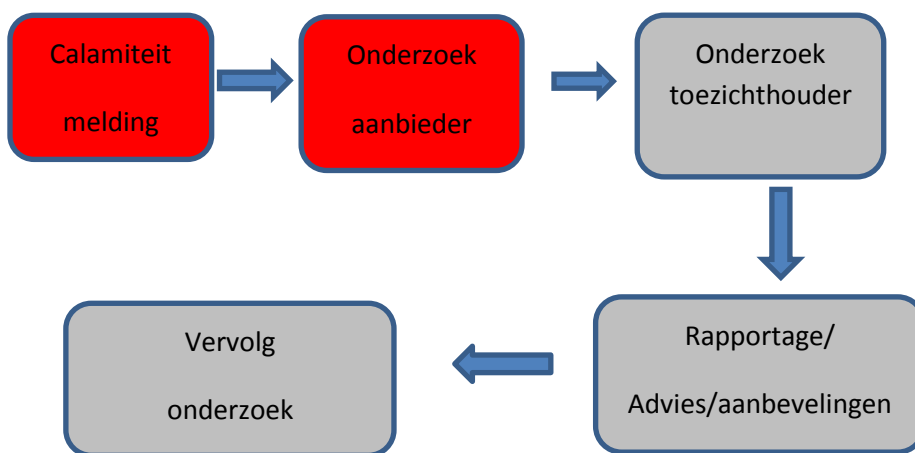 Calamiteit
melding
Onderzoek
aanbieder
Onderzoek
toezichthouder
Rapportage/
Advies/aanbevelingen
Vervolg
onderzoek